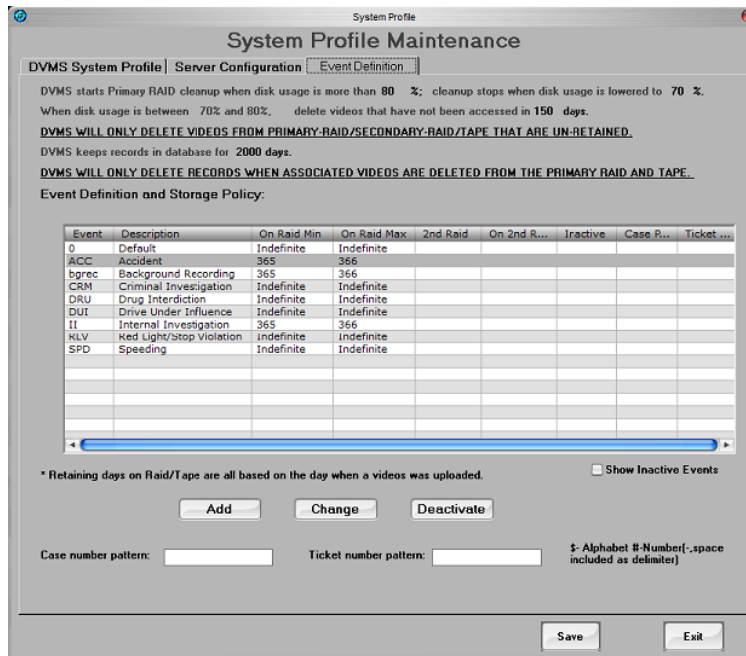 System Profile
System Profile Maintenance
DVMS System Profile Server Configuration Event Definition
DVMS starts Primary RAID cleanup when disk usage is more than 80 %; cleanup stops when disk usage is lowered to 70 %.
When disk usage is between 70% and 80%, delete videos that have not been accessed in 150 days.
DVMS WILL ONLY DELETE VIDEOS FROM PRIMARY-RAID/SECONDARY-RAID/TAPE THAT ARE UN-RETAINED.
DVMS keeps records in database for 2000 days.
DVMS WILL ONLY DELETE RECORDS WHEN ASSOCIATED VIDEOS ARE DELETED FROM THE PRIMARY RAID AND TAPE.
Event Definition and Storage Policy:
Event Description On Raid Min On Raid Max 2nd Raid On 2nd R... Inactive Case P... Ticket ...
0 Default Indefinite Indefinite
ACC Accident 365 366
bgrec Background Recording 365 366
CRM Criminal Investigation Indefinite Indefinite
DRU Drug Interdiction Indefinite Indefinite
DUI Drive Under Influence Indefinite Indefinite
II Internal Investigation 365 366
RLV Red Light/Stop Violation Indefinite Indefinite
SPD Speeding Indefinite Indefinite
* Retaining days on Raid/Tape are all based on the day when a videos was uploaded.
Show Inactive Events
Add Change Deactivate
Case number pattern: Ticket number pattern:
$- Alphabet #-Number(-,space
included as delimiter)
Save Exit